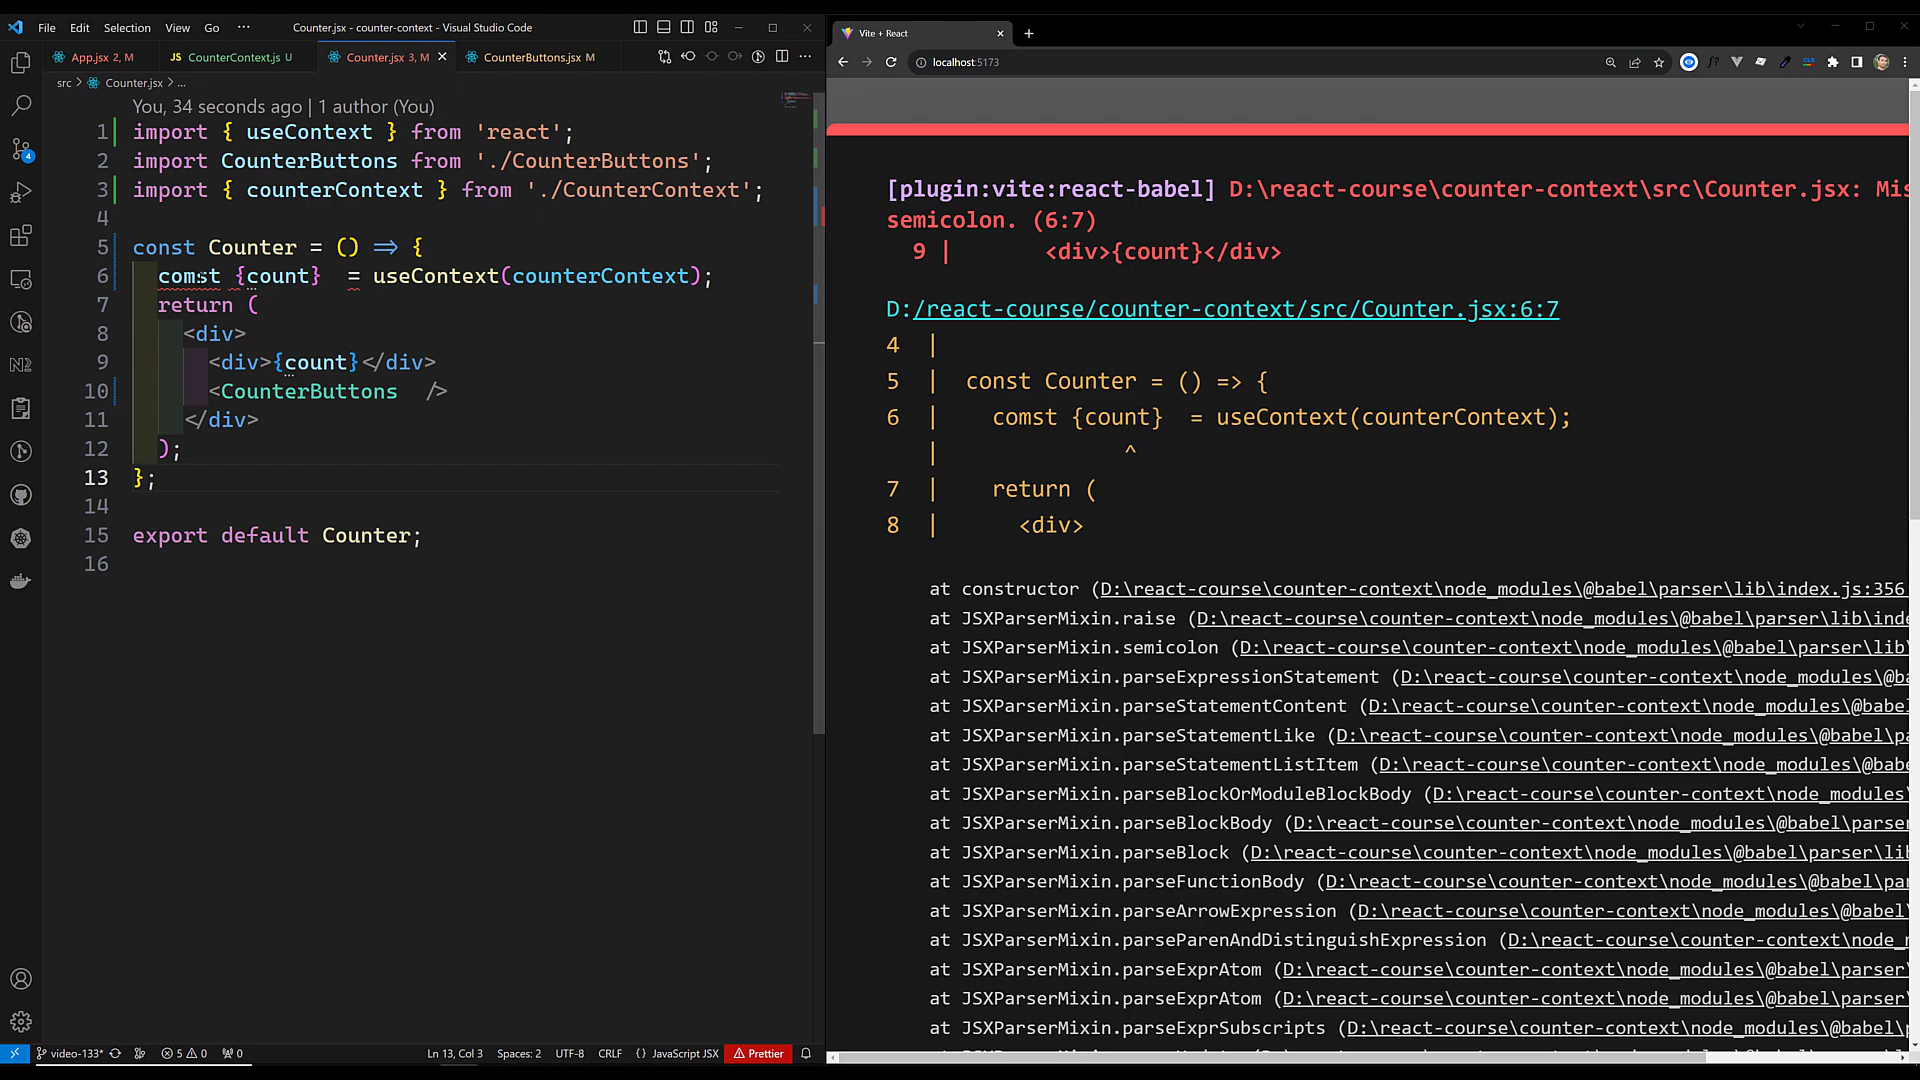 File Edit Selection View Go ··· Counter.jsx - counter-context - Visual Studio Code
App.jsx 2, M CounterContext.js U Counter.jsx 3, M CounterButtons.jsx M
src > Counter.jsx > ...
You, 34 seconds ago | 1 author (You)
1 import { useContext } from 'react';
2 import CounterButtons from './CounterButtons';
3 import { counterContext } from './CounterContext';
4
5 const Counter = () => {
6 comst {count} = useContext(counterContext);
7 return (
8 <div>
9 <div>{count}</div>
10 <CounterButtons />
11 </div>
12 );
13 };
14
15 export default Counter;
16
video-133* 5 0 0 Ln 13, Col 3 Spaces: 2 UTF-8 CRLF {} JavaScript JSX Prettier
Vite + React
localhost:5173
[plugin:vite:react-babel] D:\react-course\counter-context\src\Counter.jsx: Mis
semicolon. (6:7)
9 | <div>{count}</div>
D:/react-course/counter-context/src/Counter.jsx:6:7
4 |
5 | const Counter = () => {
6 | comst {count} = useContext(counterContext);
| ^
7 | return (
8 | <div>
at constructor (D:\react-course\counter-context\node_modules\@babel\parser\lib\index.js:356
at JSXParserMixin.raise (D:\react-course\counter-context\node_modules\@babel\parser\lib\ind
at JSXParserMixin.semicolon (D:\react-course\counter-context\node_modules\@babel\parser\lib\
at JSXParserMixin.parseExpressionStatement (D:\react-course\counter-context\node_modules\@b
at JSXParserMixin.parseStatementContent (D:\react-course\counter-context\node_modules\@babe
at JSXParserMixin.parseStatementLike (D:\react-course\counter-context\node_modules\@babel\p
at JSXParserMixin.parseStatementListItem (D:\react-course\counter-context\node_modules\@bab
at JSXParserMixin.parseBlockOrModuleBlockBody (D:\react-course\counter-context\node_modules\
at JSXParserMixin.parseBlockBody (D:\react-course\counter-context\node_modules\@babel\parse
at JSXParserMixin.parseBlock (D:\react-course\counter-context\node_modules\@babel\parser\li
at JSXParserMixin.parseFunctionBody (D:\react-course\counter-context\node_modules\@babel\pa
at JSXParserMixin.parseArrowExpression (D:\react-course\counter-context\node_modules\@babel\
at JSXParserMixin.parseParenAndDistinguishExpression (D:\react-course\counter-context\node_
at JSXParserMixin.parseExprAtom (D:\react-course\counter-context\node_modules\@babel\parser\
at JSXParserMixin.parseExprAtom (D:\react-course\counter-context\node_modules\@babel\parser\
at JSXParserMixin.parseExprSubscripts (D:\react-course\counter-context\node_modules\@babel\